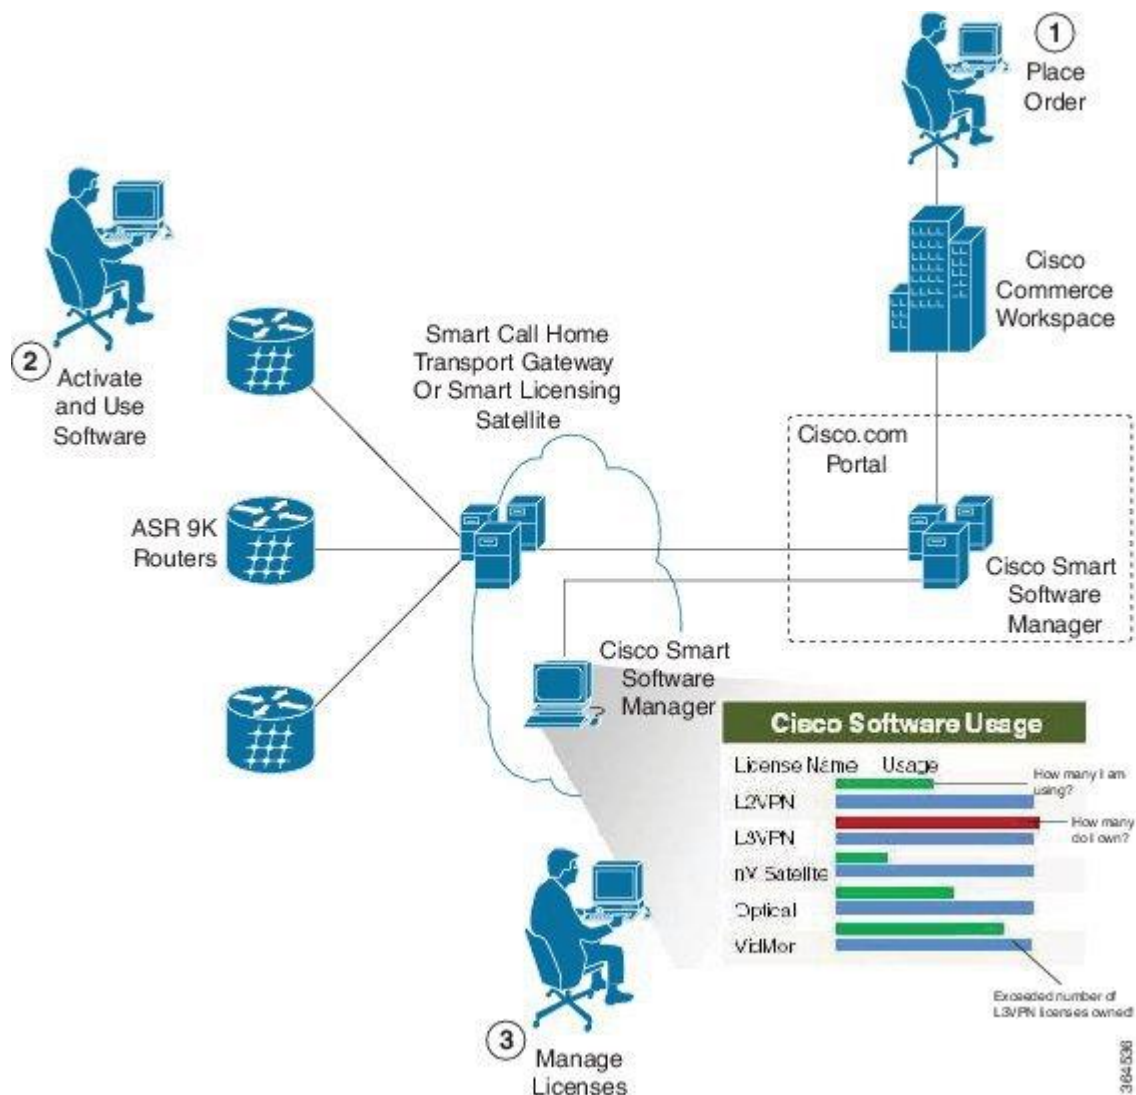 1
Place
Order
Cisco
Commerce
Workspace
2
Activate
and Use
Software
Smart Call Home
Transport Gateway
Or Smart Licensing
Satellite
Cisco.com
Portal
ASR 9K
Routers
Cisco Smart
Software
Manager
Cisco Smart
Software
Manager
Cisco Software Usage
License Name Usage
How many I am
using?
L2VPN
How many
do I own?
L3VPN
nV Satellite
Optical
VidMon
Exceeded number of
L3VPN licenses owned!
3
Manage
Licenses
364536